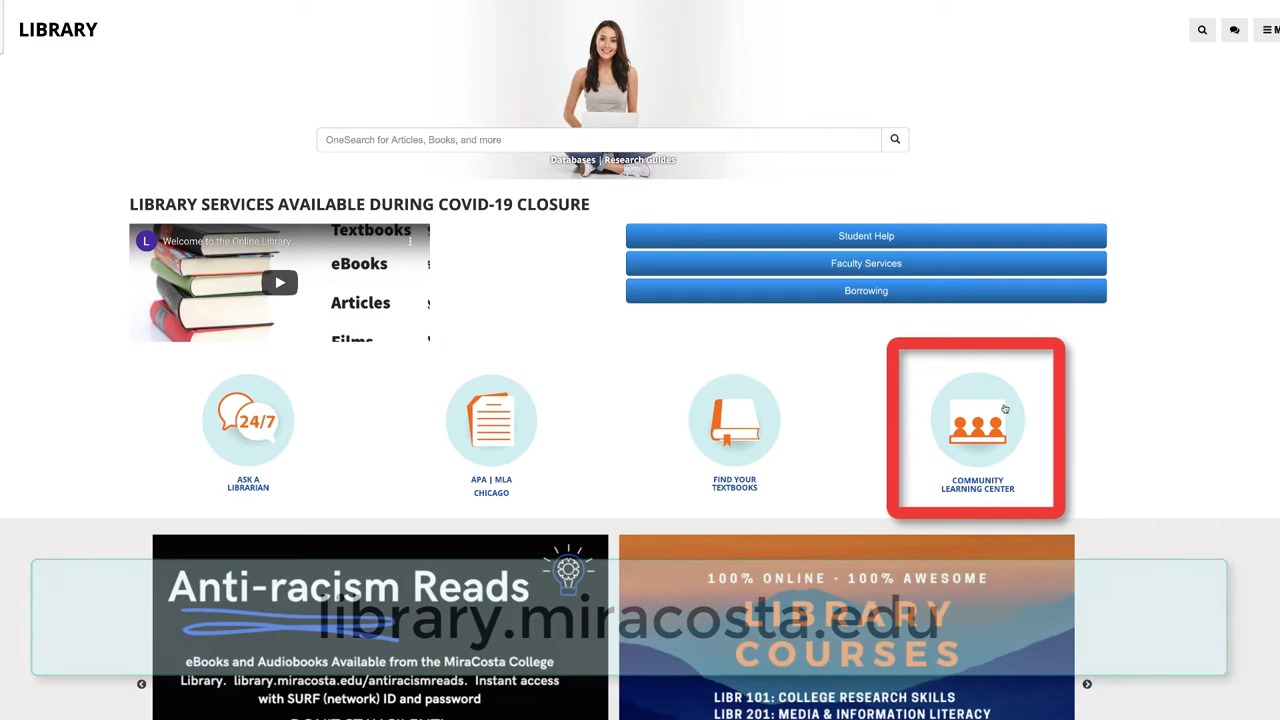 LIBRARY
M
OneSearch for Articles, Books, and more
Databases | Research Guides
LIBRARY SERVICES AVAILABLE DURING COVID-19 CLOSURE
L Welcome to the Online Library
Textbooks
eBooks
Articles
Films
Student Help
Faculty Services
Borrowing
24/7
ASK A
LIBRARIAN
APA | MLA
CHICAGO
FIND YOUR
TEXTBOOKS
COMMUNITY
LEARNING CENTER
Anti-racism Reads
eBooks and Audiobooks Available from the MiraCosta College
Library. library.miracosta.edu/antiracismreads. Instant access
with SURF (network) ID and password
100% ONLINE - 100% AWESOME
LIBRARY
COURSES
LIBR 101: COLLEGE RESEARCH SKILLS
LIBR 201: MEDIA & INFORMATION LITERACY
library.miracosta.edu